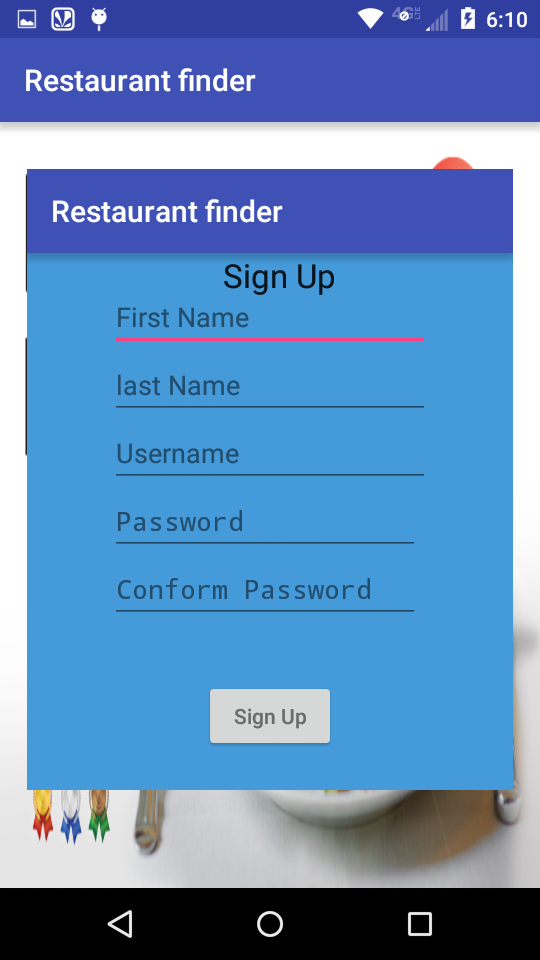 6:10
Restaurant finder
Restaurant finder
Sign Up
First Name
last Name
Username
Password
Conform Password
Sign Up